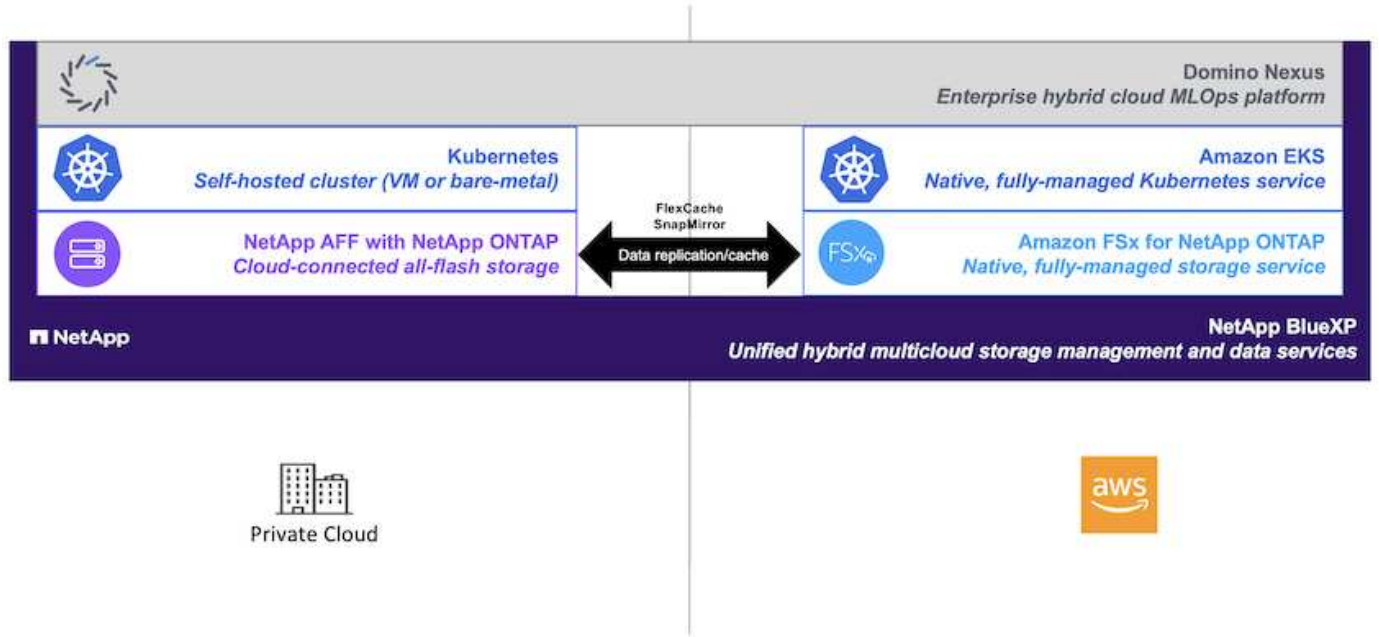 Domino Nexus
Enterprise hybrid cloud MLOps platform
Kubernetes
Self-hosted cluster (VM or bare-metal)
Amazon EKS
Native, fully-managed Kubernetes service
FlexCache
SnapMirror
Data replication/cache
NetApp AFF with NetApp ONTAP
Cloud-connected all-flash storage
FSx
Amazon FSx for NetApp ONTAP
Native, fully-managed storage service
NetApp
NetApp BlueXP
Unified hybrid multicloud storage management and data services
Private Cloud
aws